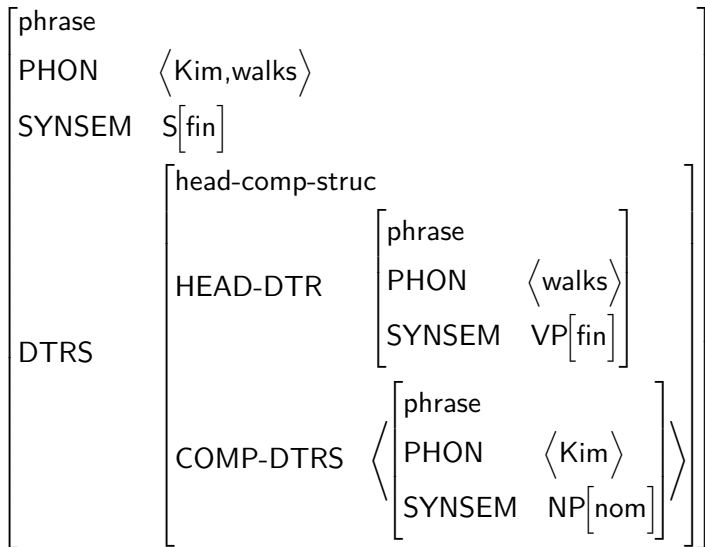 phrase
PHON ⟨Kim,walks⟩
SYNSEM S[fin]
DTRS
head-comp-struc
HEAD-DTR
phrase
PHON ⟨walks⟩
SYNSEM VP[fin]
COMP-DTRS
phrase
PHON ⟨Kim⟩
SYNSEM NP[nom]